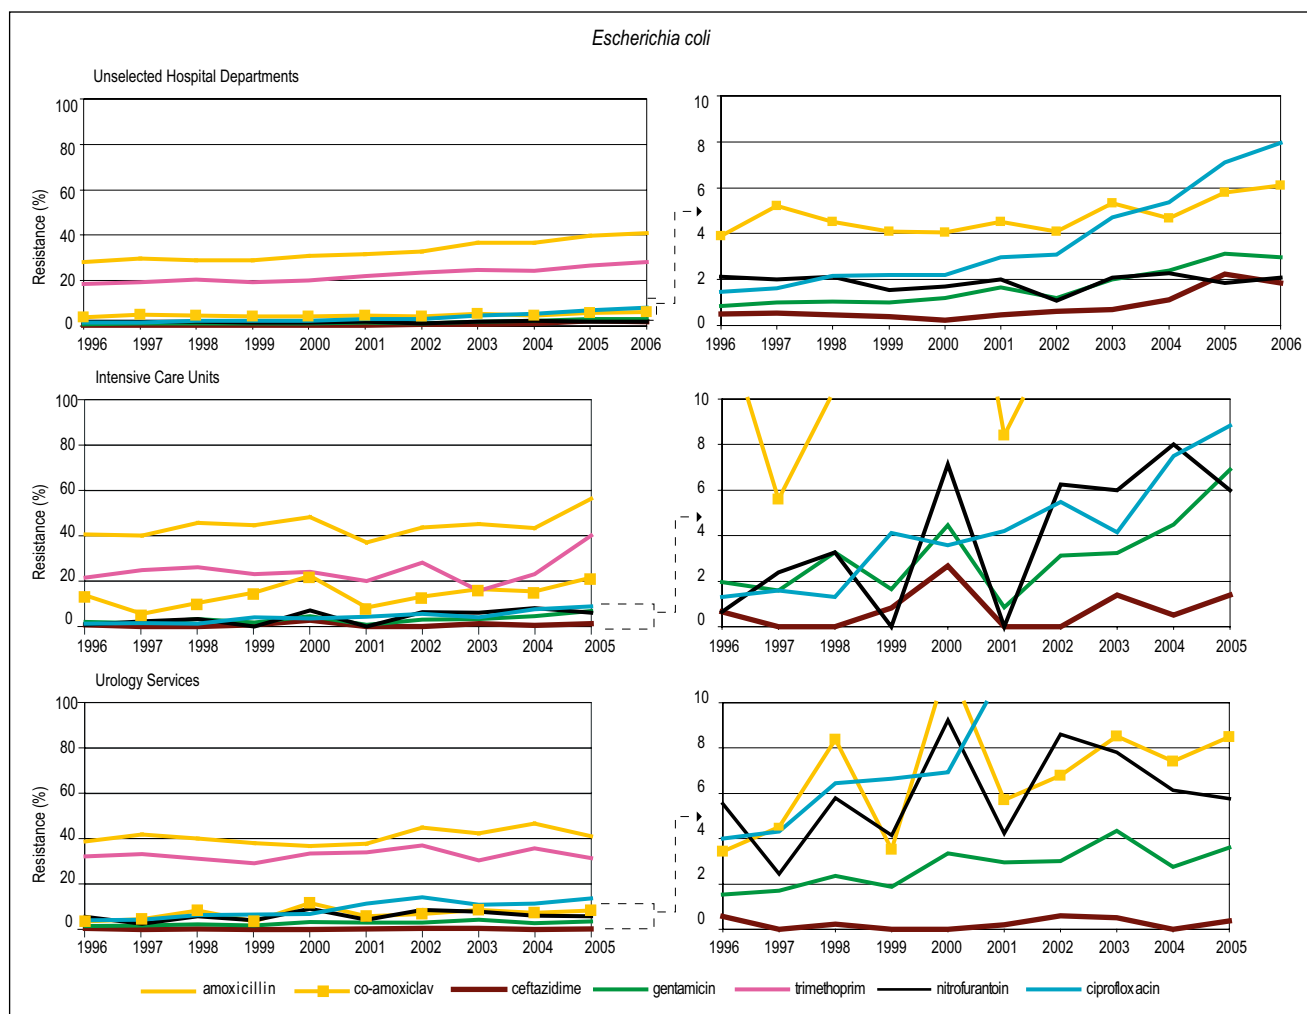 Escherichia coli
Unselected Hospital Departments
Resistance (%)
100
80
60
40
20
0
1996 1997 1998 1999 2000 2001 2002 2003 2004 2005 2006
10
8
6
4
2
0
1996 1997 1998 1999 2000 2001 2002 2003 2004 2005 2006
Intensive Care Units
Resistance (%)
100
80
60
40
20
0
1996 1997 1998 1999 2000 2001 2002 2003 2004 2005
10
8
6
4
2
0
1996 1997 1998 1999 2000 2001 2002 2003 2004 2005
Urology Services
Resistance (%)
100
80
60
40
20
0
1996 1997 1998 1999 2000 2001 2002 2003 2004 2005
10
8
6
4
2
0
1996 1997 1998 1999 2000 2001 2002 2003 2004 2005
amoxicillin co-amoxiclav ceftazidime gentamicin trimethoprim nitrofurantoin ciprofloxacin